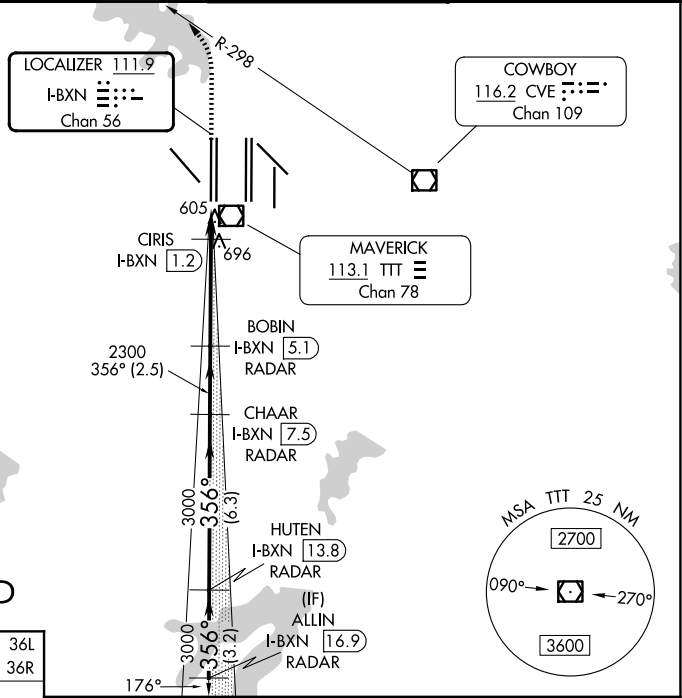 R-298
LOCALIZER 111.9
I-BXN
Chan 56
COWBOY
116.2 CVE
Chan 109
605
CIRIS
I-BXN 1.2
696
MAVERICK
113.1 TTT
Chan 78
BOBIN
I-BXN 5.1
RADAR
2300
356° (2.5)
CHAAR
I-BXN 7.5
RADAR
3000
356°
(6.3)
HUTEN
I-BXN 13.8
RADAR
(IF)
ALLIN
I-BXN 16.9
RADAR
3000
356°
(3.2)
176°
MSA TTT 25 NM
2700
090°
270°
3600
D
36L
36R